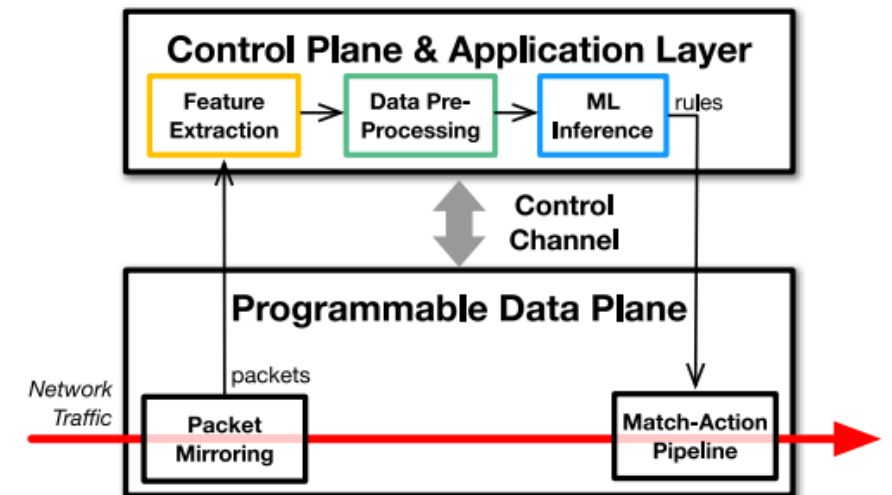 Control Plane & Application Layer
Feature
Extraction
Data Pre-
Processing
ML
Inference
rules
Control
Channel
Programmable Data Plane
packets
Network
Traffic
Packet
Mirroring
Match-Action
Pipeline